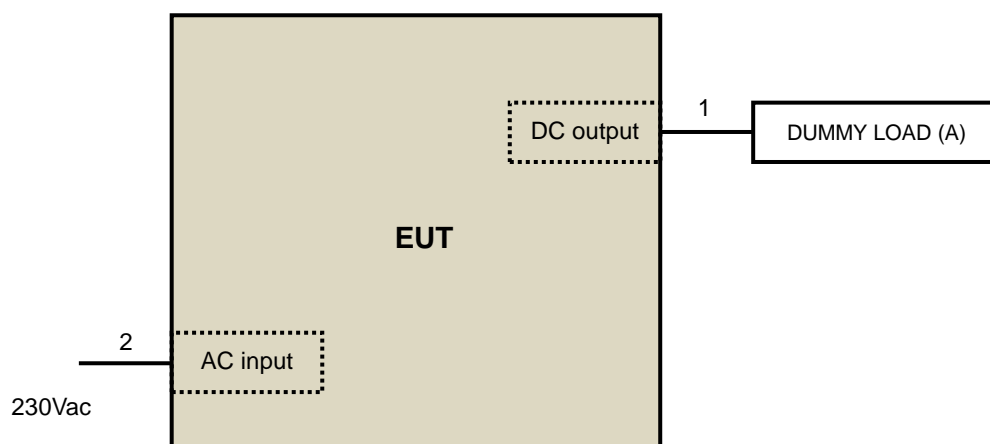 1
DC output
DUMMY LOAD (A)
EUT
2
AC input
230Vac